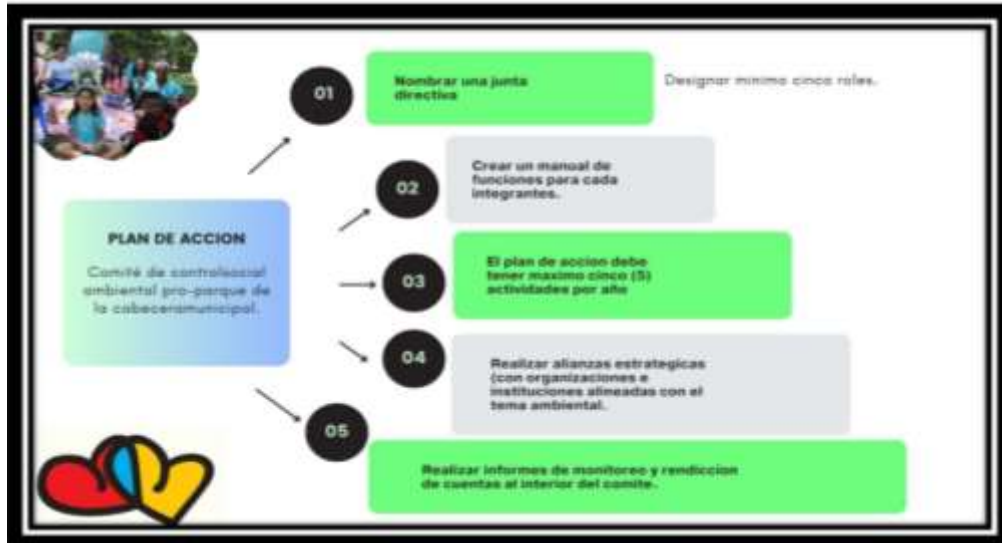 01
Nombrar una junta
directiva
Designar minimo cinco roles.
02
Crear un manual de
funciones para cada
integrantes.
PLAN DE ACCION
Comité de controlsocial
ambiental pro-parque de
la cabeceramunicipal.
03
El plan de accion debe
tener maximo cinco (5)
actividades por año
04
Realizar alianzas estrategicas
(con organizaciones e
instituciones alineadas con el
tema ambiental.
05
Realizar informes de monitoreo y rendiccion
de cuentas al interior del comite.